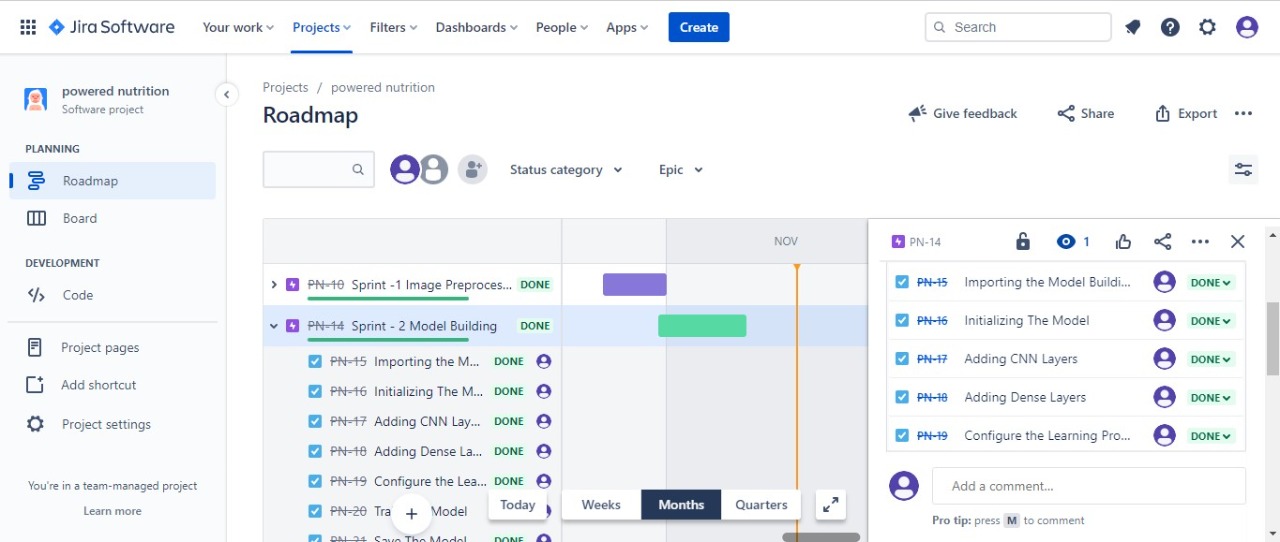 Jira Software Your work Projects Filters Dashboards People Apps Create Search
powered nutrition
Software project
PLANNING
Roadmap
Board
DEVELOPMENT
Code
Project pages
Add shortcut
Project settings
You're in a team-managed project
Learn more
Projects / powered nutrition
Roadmap
Give feedback Share Export
Status category Epic
NOV
PN-10 Sprint -1 Image Preproces... DONE
PN-14 Sprint - 2 Model Building DONE
PN-15 Importing the M... DONE
PN-16 Initializing The M... DONE
PN-17 Adding CNN Lay... DONE
PN-18 Adding Dense La... DONE
PN-19 Configure the Lea... DONE
PN-20 Model
PN-21 Save The Model DONE
Today Weeks Months Quarters
PN-14 1
PN-15 Importing the Model Buildi... DONE
PN-16 Initializing The Model DONE
PN-17 Adding CNN Layers DONE
PN-18 Adding Dense Layers DONE
PN-19 Configure the Learning Pro... DONE
Add a comment...
Pro tip: press M to comment